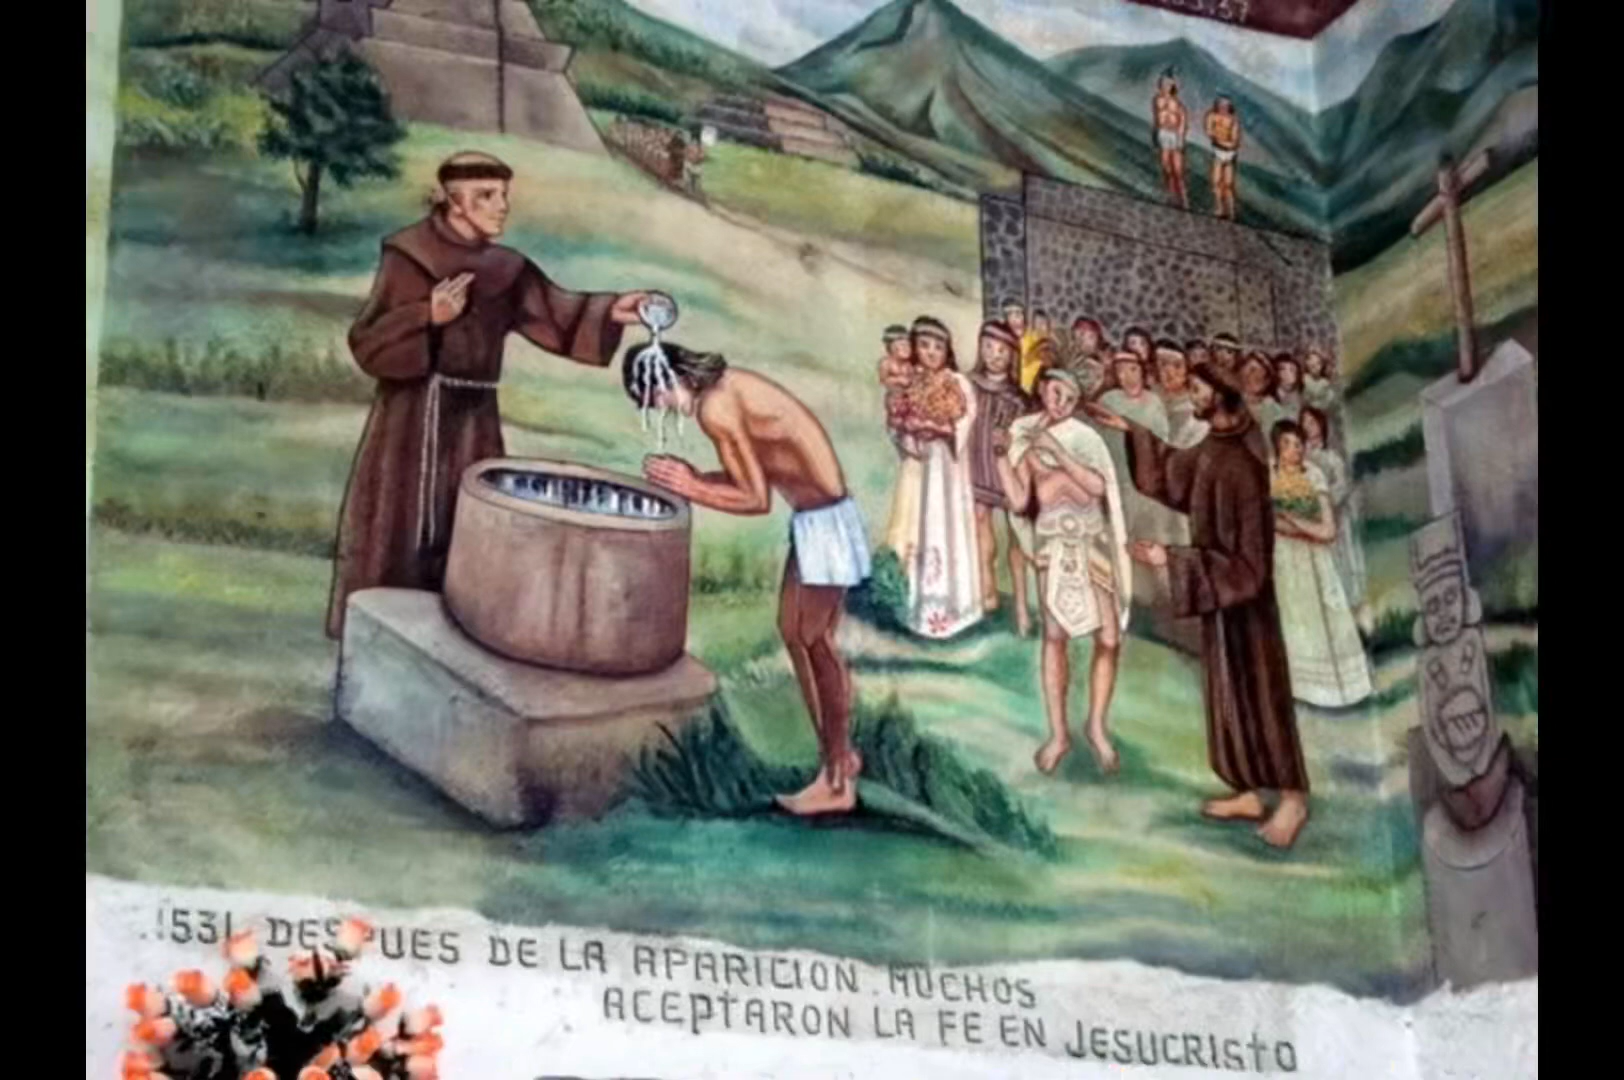 1531 DESPUES DE LA APARICION. MUCHOS
ACEPTARON LA FE EN JESUCRISTO